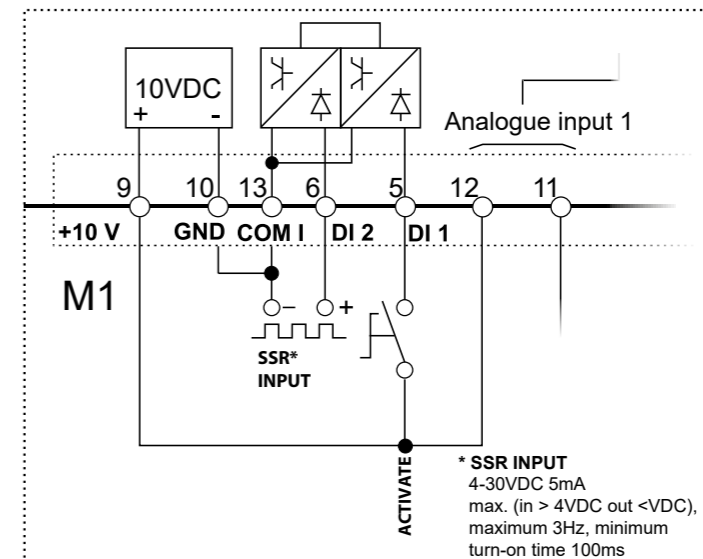 10VDC
+ -
Analogue input 1
9 10 13 6 5 12 11
+10 V GND COM I DI 2 DI 1
M1
- +
SSR*
INPUT
ACTIVATE
* SSR INPUT
4-30VDC 5mA
max. (in > 4VDC out <VDC),
maximum 3Hz, minimum
turn-on time 100ms